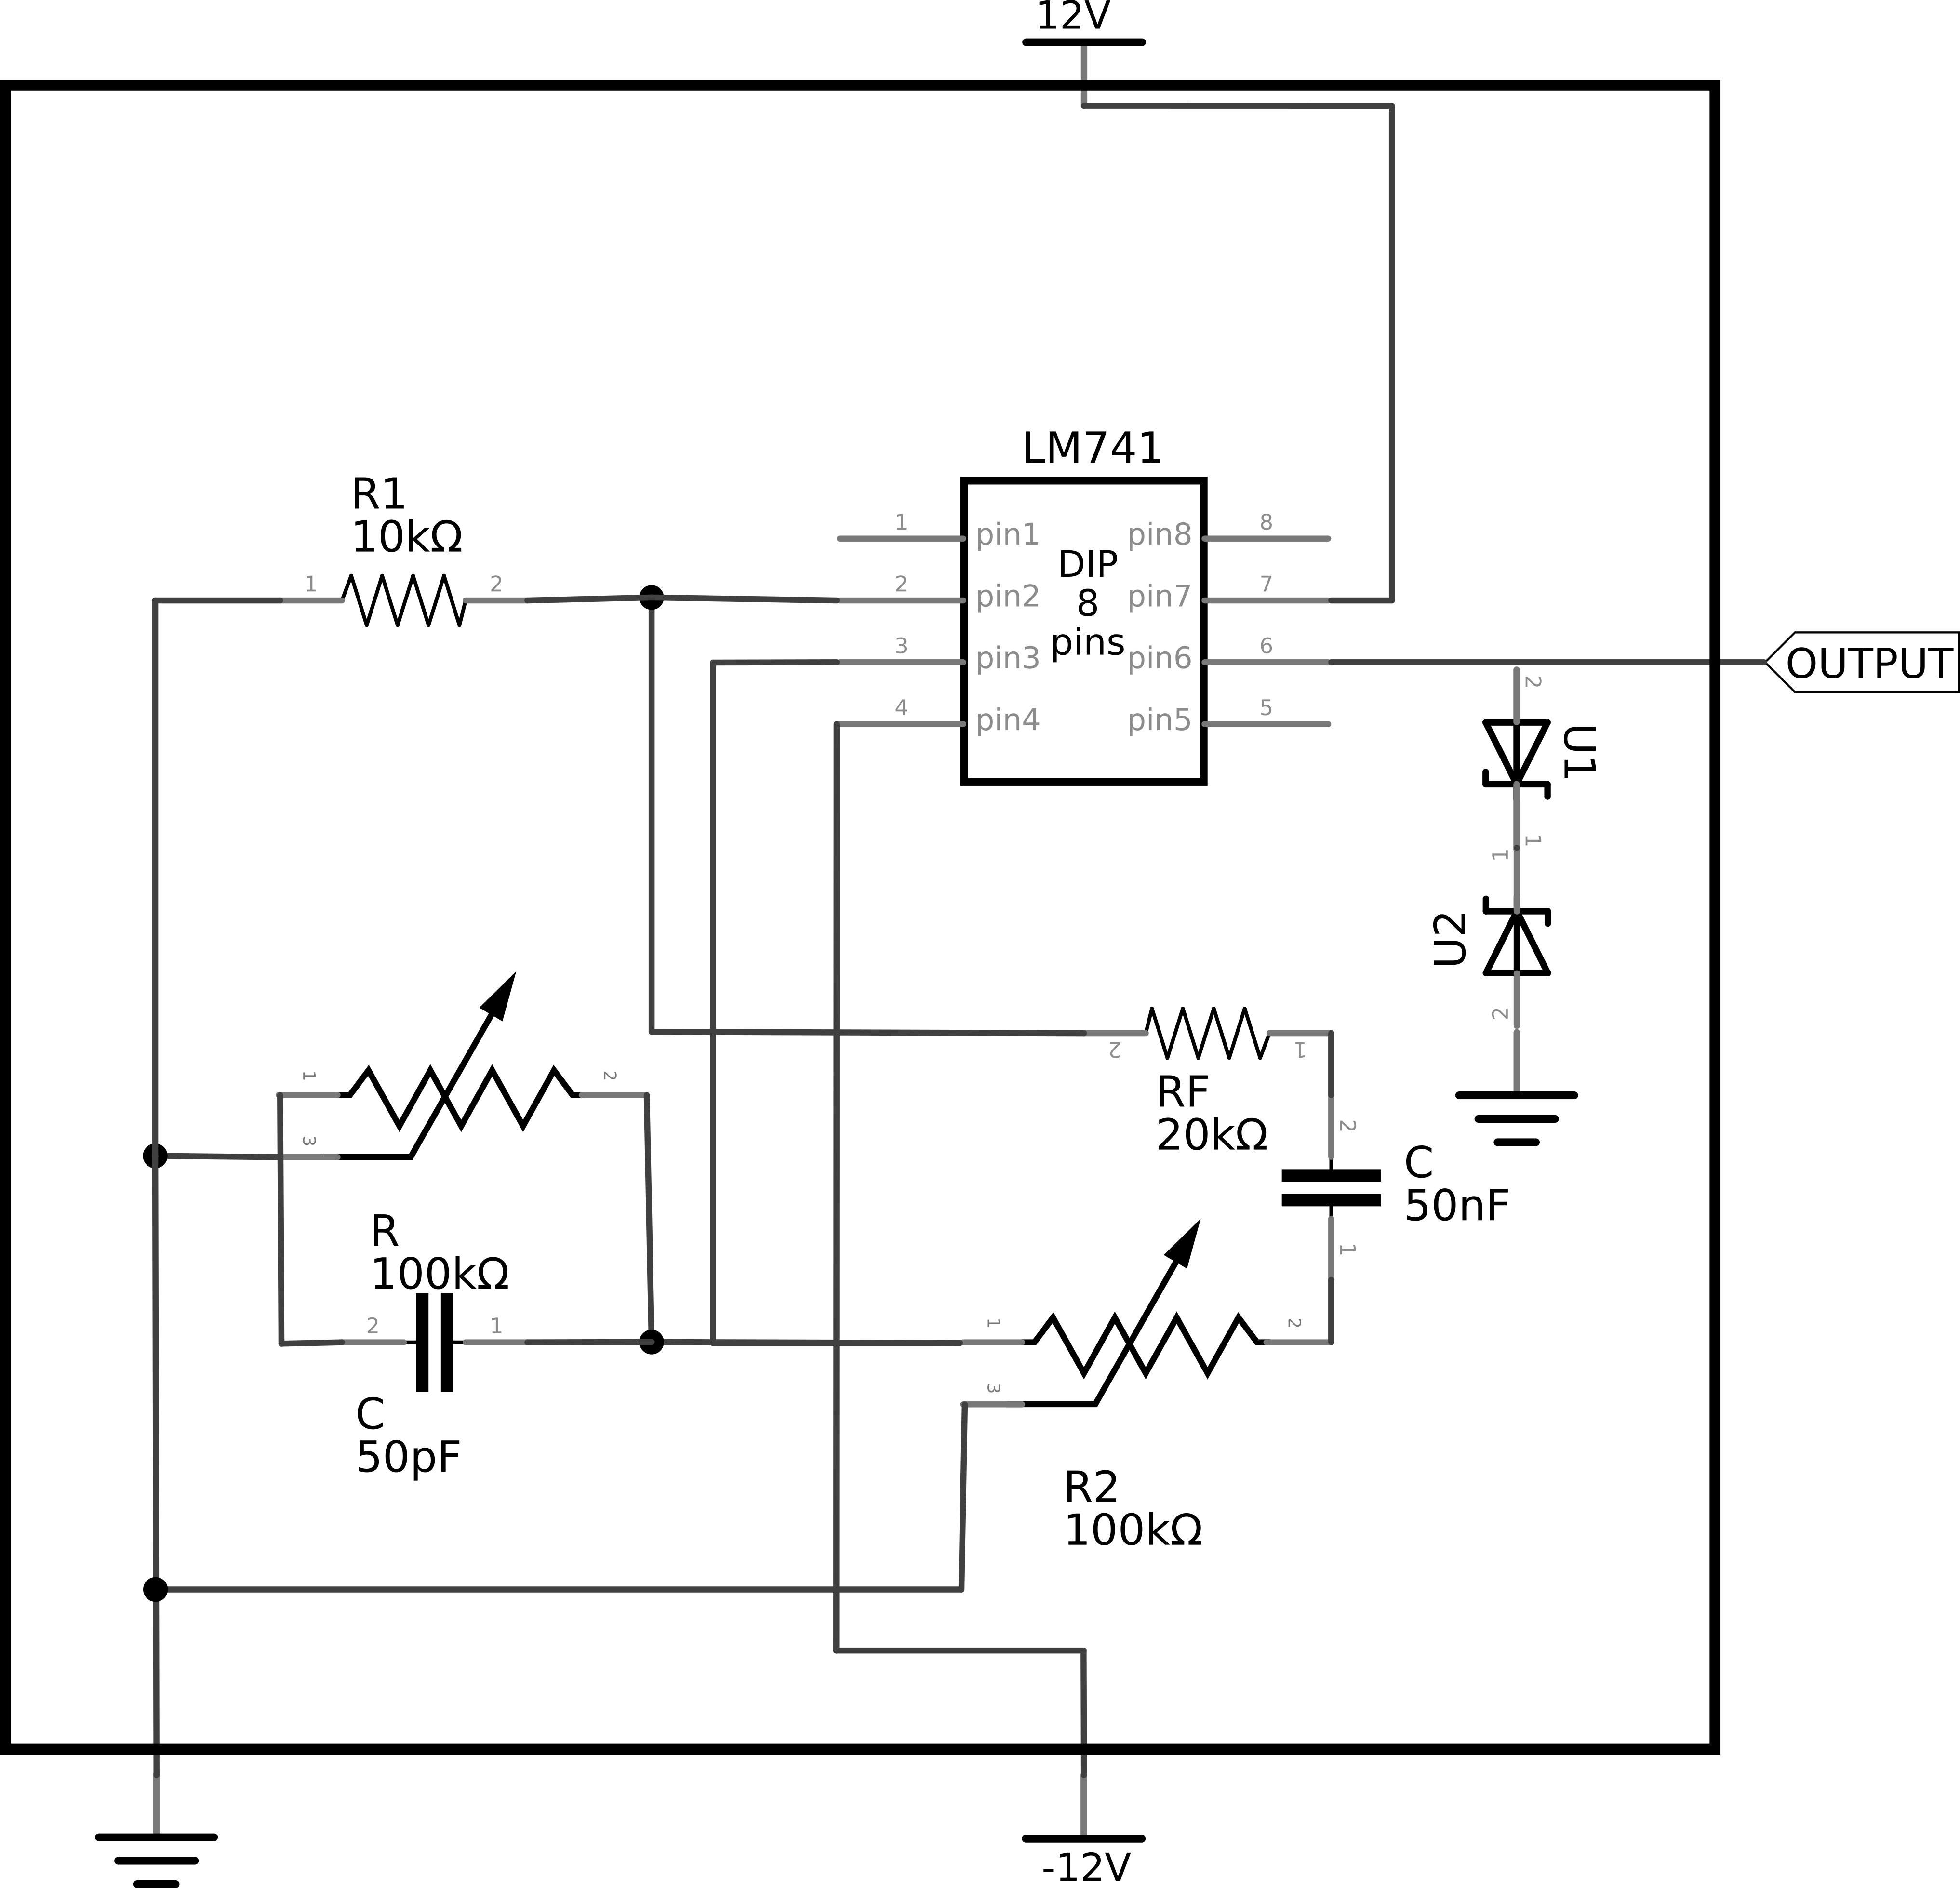 12V
LM741
R1
10kΩ
1
2
1
pin1
pin8
8
DIP
2
pin2
8
pin7
7
3
pin3
pins
pin6
6
OUTPUT
4
pin4
pin5
5
2
U1
1
1
U2
2
2
1
RF
20kΩ
1
2
3
2
C
50nF
1
R
100kΩ
2
1
C
50pF
1
2
3
R2
100kΩ
-12V